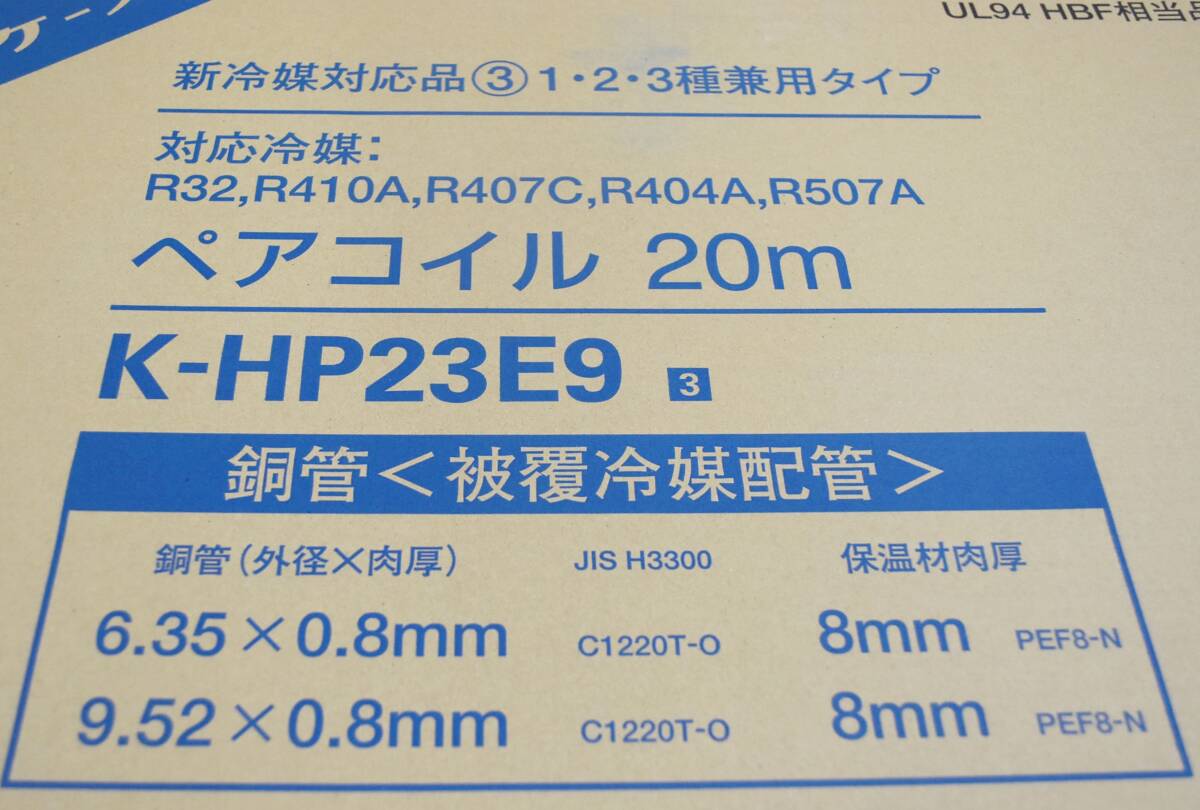 UL94 HBF相当品
新冷媒対応品③1・2・3種兼用タイプ
対応冷媒:
R32,R410A,R407C,R404A,R507A
ペアコイル 20m
K-HP23E9 3
銅管<被覆冷媒配管>
銅管(外径×肉厚) JIS H3300 保温材肉厚
6.35×0.8mm C1220T-O 8mm PEF8-N
9.52×0.8mm C1220T-O 8mm PEF8-N